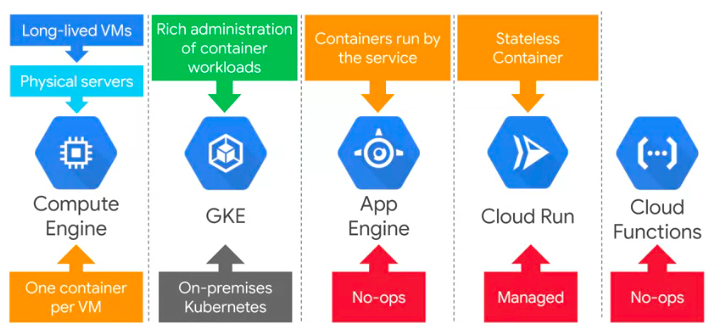 Long-lived VMs
Physical servers
Compute
Engine
One container
per VM
Rich administration
of container
workloads
GKE
On-premises
Kubernetes
Containers run by
the service
App
Engine
No-ops
Stateless
Container
Cloud Run
Managed
Cloud
Functions
No-ops